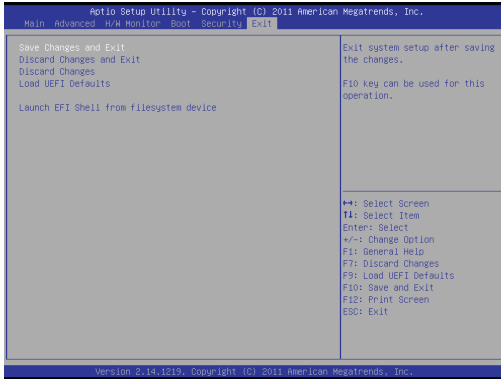 Aptio Setup Utility - Copyright (C) 2011 American Megatrends, Inc.
Main Advanced H/W Monitor Boot Security Exit
Save Changes and Exit
Discard Changes and Exit
Discard Changes
Load UEFI Defaults
Launch EFI Shell from filesystem device
Exit system setup after saving
the changes.
F10 key can be used for this
operation.
↔: Select Screen
↑↓: Select Item
Enter: Select
+/-: Change Option
F1: General Help
F7: Discard Changes
F9: Load UEFI Defaults
F10: Save and Exit
F12: Print Screen
ESC: Exit
Version 2.14.1219. Copyright (C) 2011 American Megatrends, Inc.